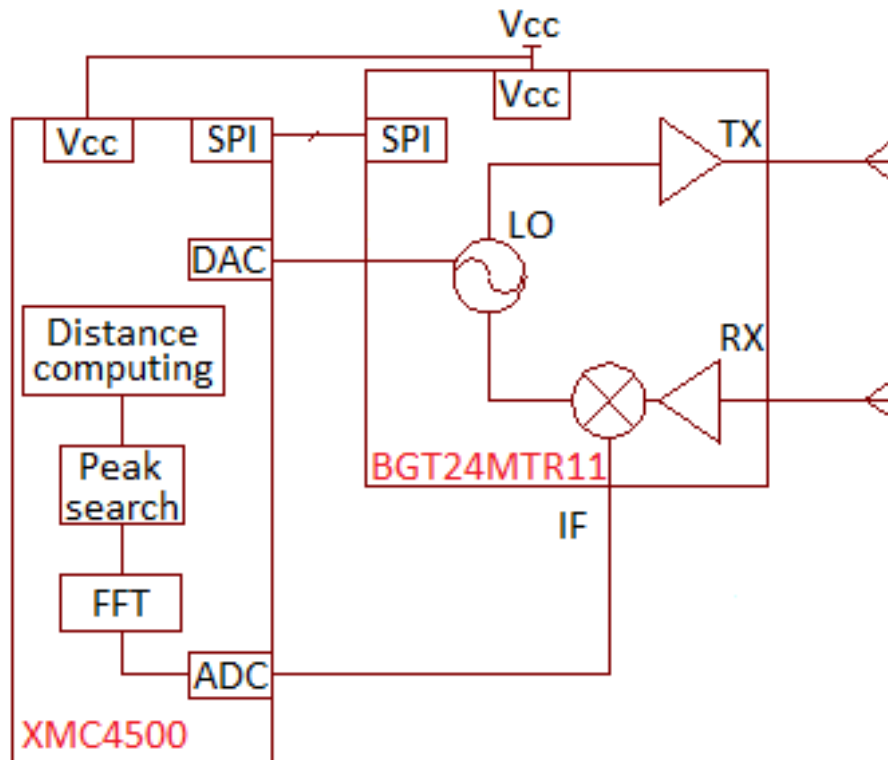 Vcc
Vcc
Vcc
SPI
SPI
TX
LO
DAC
Distance
computing
RX
Peak
search
BGT24MTR11
IF
FFT
ADC
XMC4500